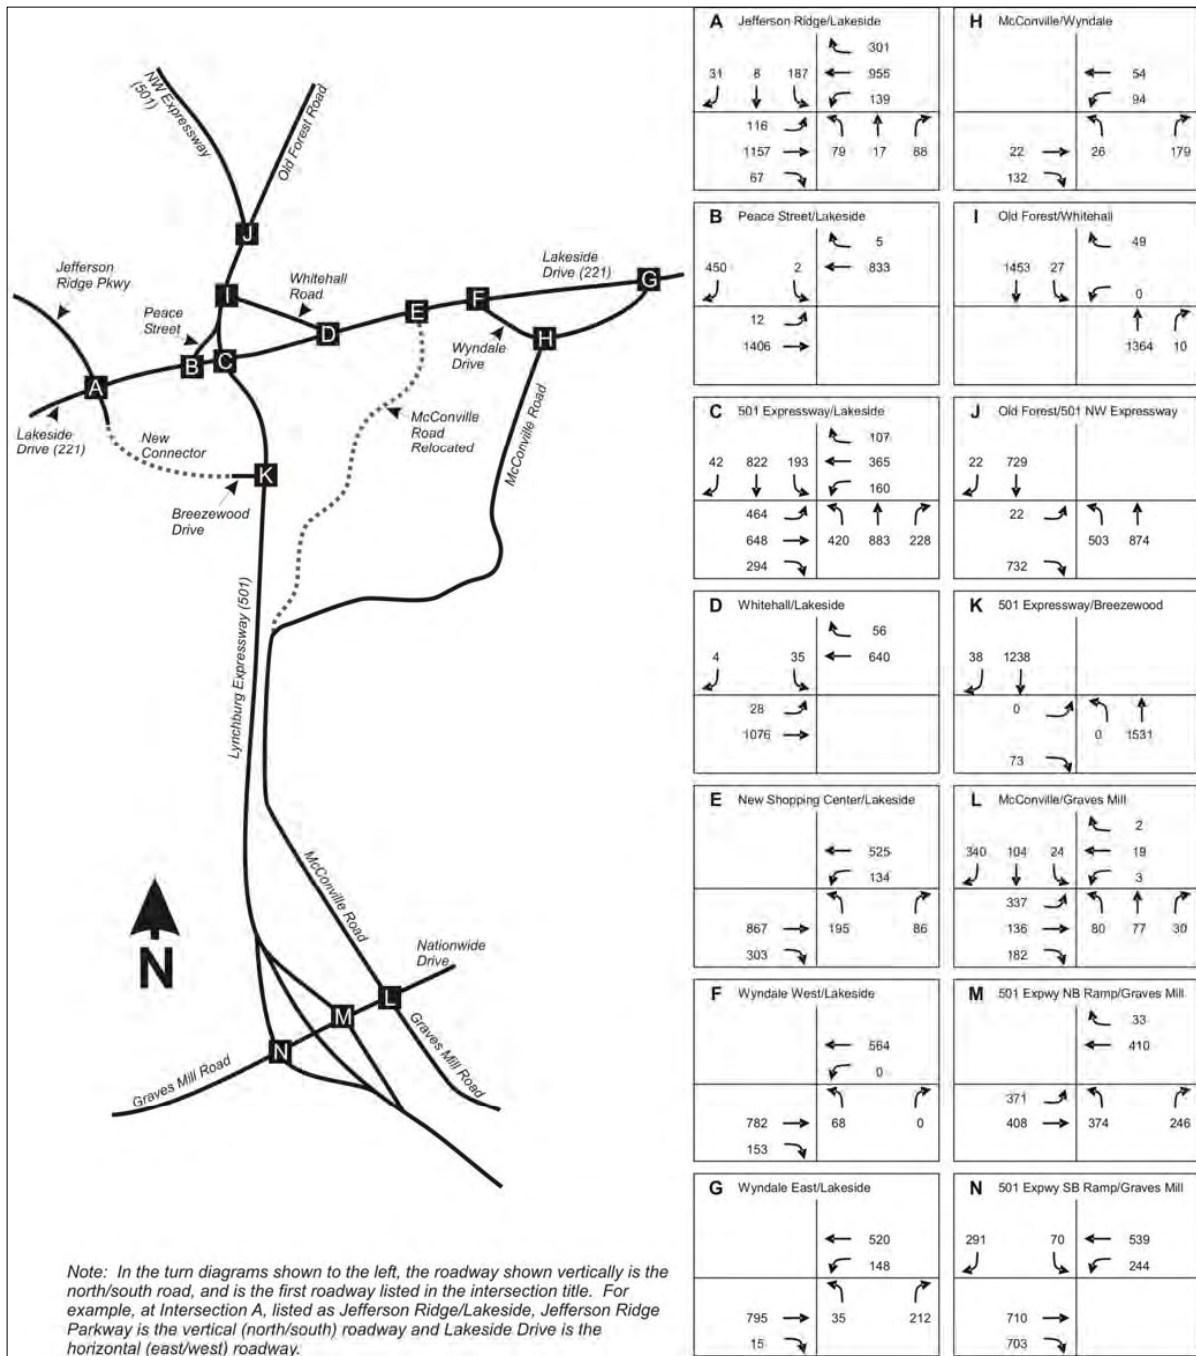 NW Expressway
(501)
Old Forest Road
J
Jefferson
Ridge Pkwy
Whitehall
Road
Lakeside
Drive (221)
G
I
E
F
Peace
Street
D
B
C
Wyndale
Drive
H
A
Lakeside
Drive (221)
New
Connector
McConville
Road
Relocated
McConville Road
K
Breezewood
Drive
Lynchburg Expressway (501)
McConville Road
N
Nationwide
Drive
L
M
N
Graves Mill Road
Graves Mill Road
Note: In the turn diagrams shown to the left, the roadway shown vertically is the
north/south road, and is the first roadway listed in the intersection title. For
example, at Intersection A, listed as Jefferson Ridge/Lakeside, Jefferson Ridge
Parkway is the vertical (north/south) roadway and Lakeside Drive is the
horizontal (east/west) roadway.
A Jefferson Ridge/Lakeside
301
31 8 187 955
139
116
1157 79 17 88
67
B Peace Street/Lakeside
5
450 2 833
12
1406
C 501 Expressway/Lakeside
107
42 822 193 365
160
464
648 420 883 228
294
D Whitehall/Lakeside
56
4 35 640
28
1076
E New Shopping Center/Lakeside
525
134
867 195 86
303
F Wyndale West/Lakeside
564
0
782 68 0
153
G Wyndale East/Lakeside
520
148
795 35 212
15
H McConville/Wyndale
54
94
22 26 179
132
I Old Forest/Whitehall
49
1453 27
0
1364 10
J Old Forest/501 NW Expressway
22 729
22
503 874
732
K 501 Expressway/Breezewood
38 1238
0
0 1531
73
L McConville/Graves Mill
2
340 104 24 19
3
337
136 80 77 30
182
M 501 Expwy NB Ramp/Graves Mill
33
410
371
408 374 246
N 501 Expwy SB Ramp/Graves Mill
291 70 539
244
710
703